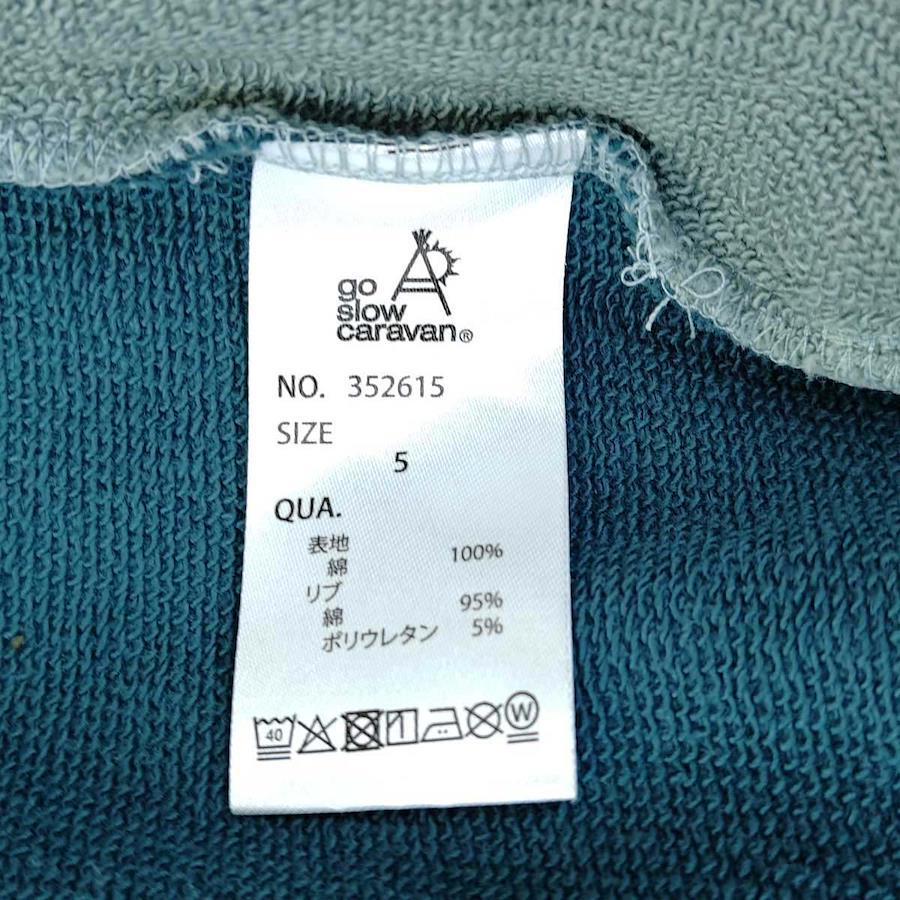 go
slow
caravan®
NO. 352615
SIZE
5
QUA.
表地
綿 100%
リブ
綿 95%
ポリウレタン 5%
40
W